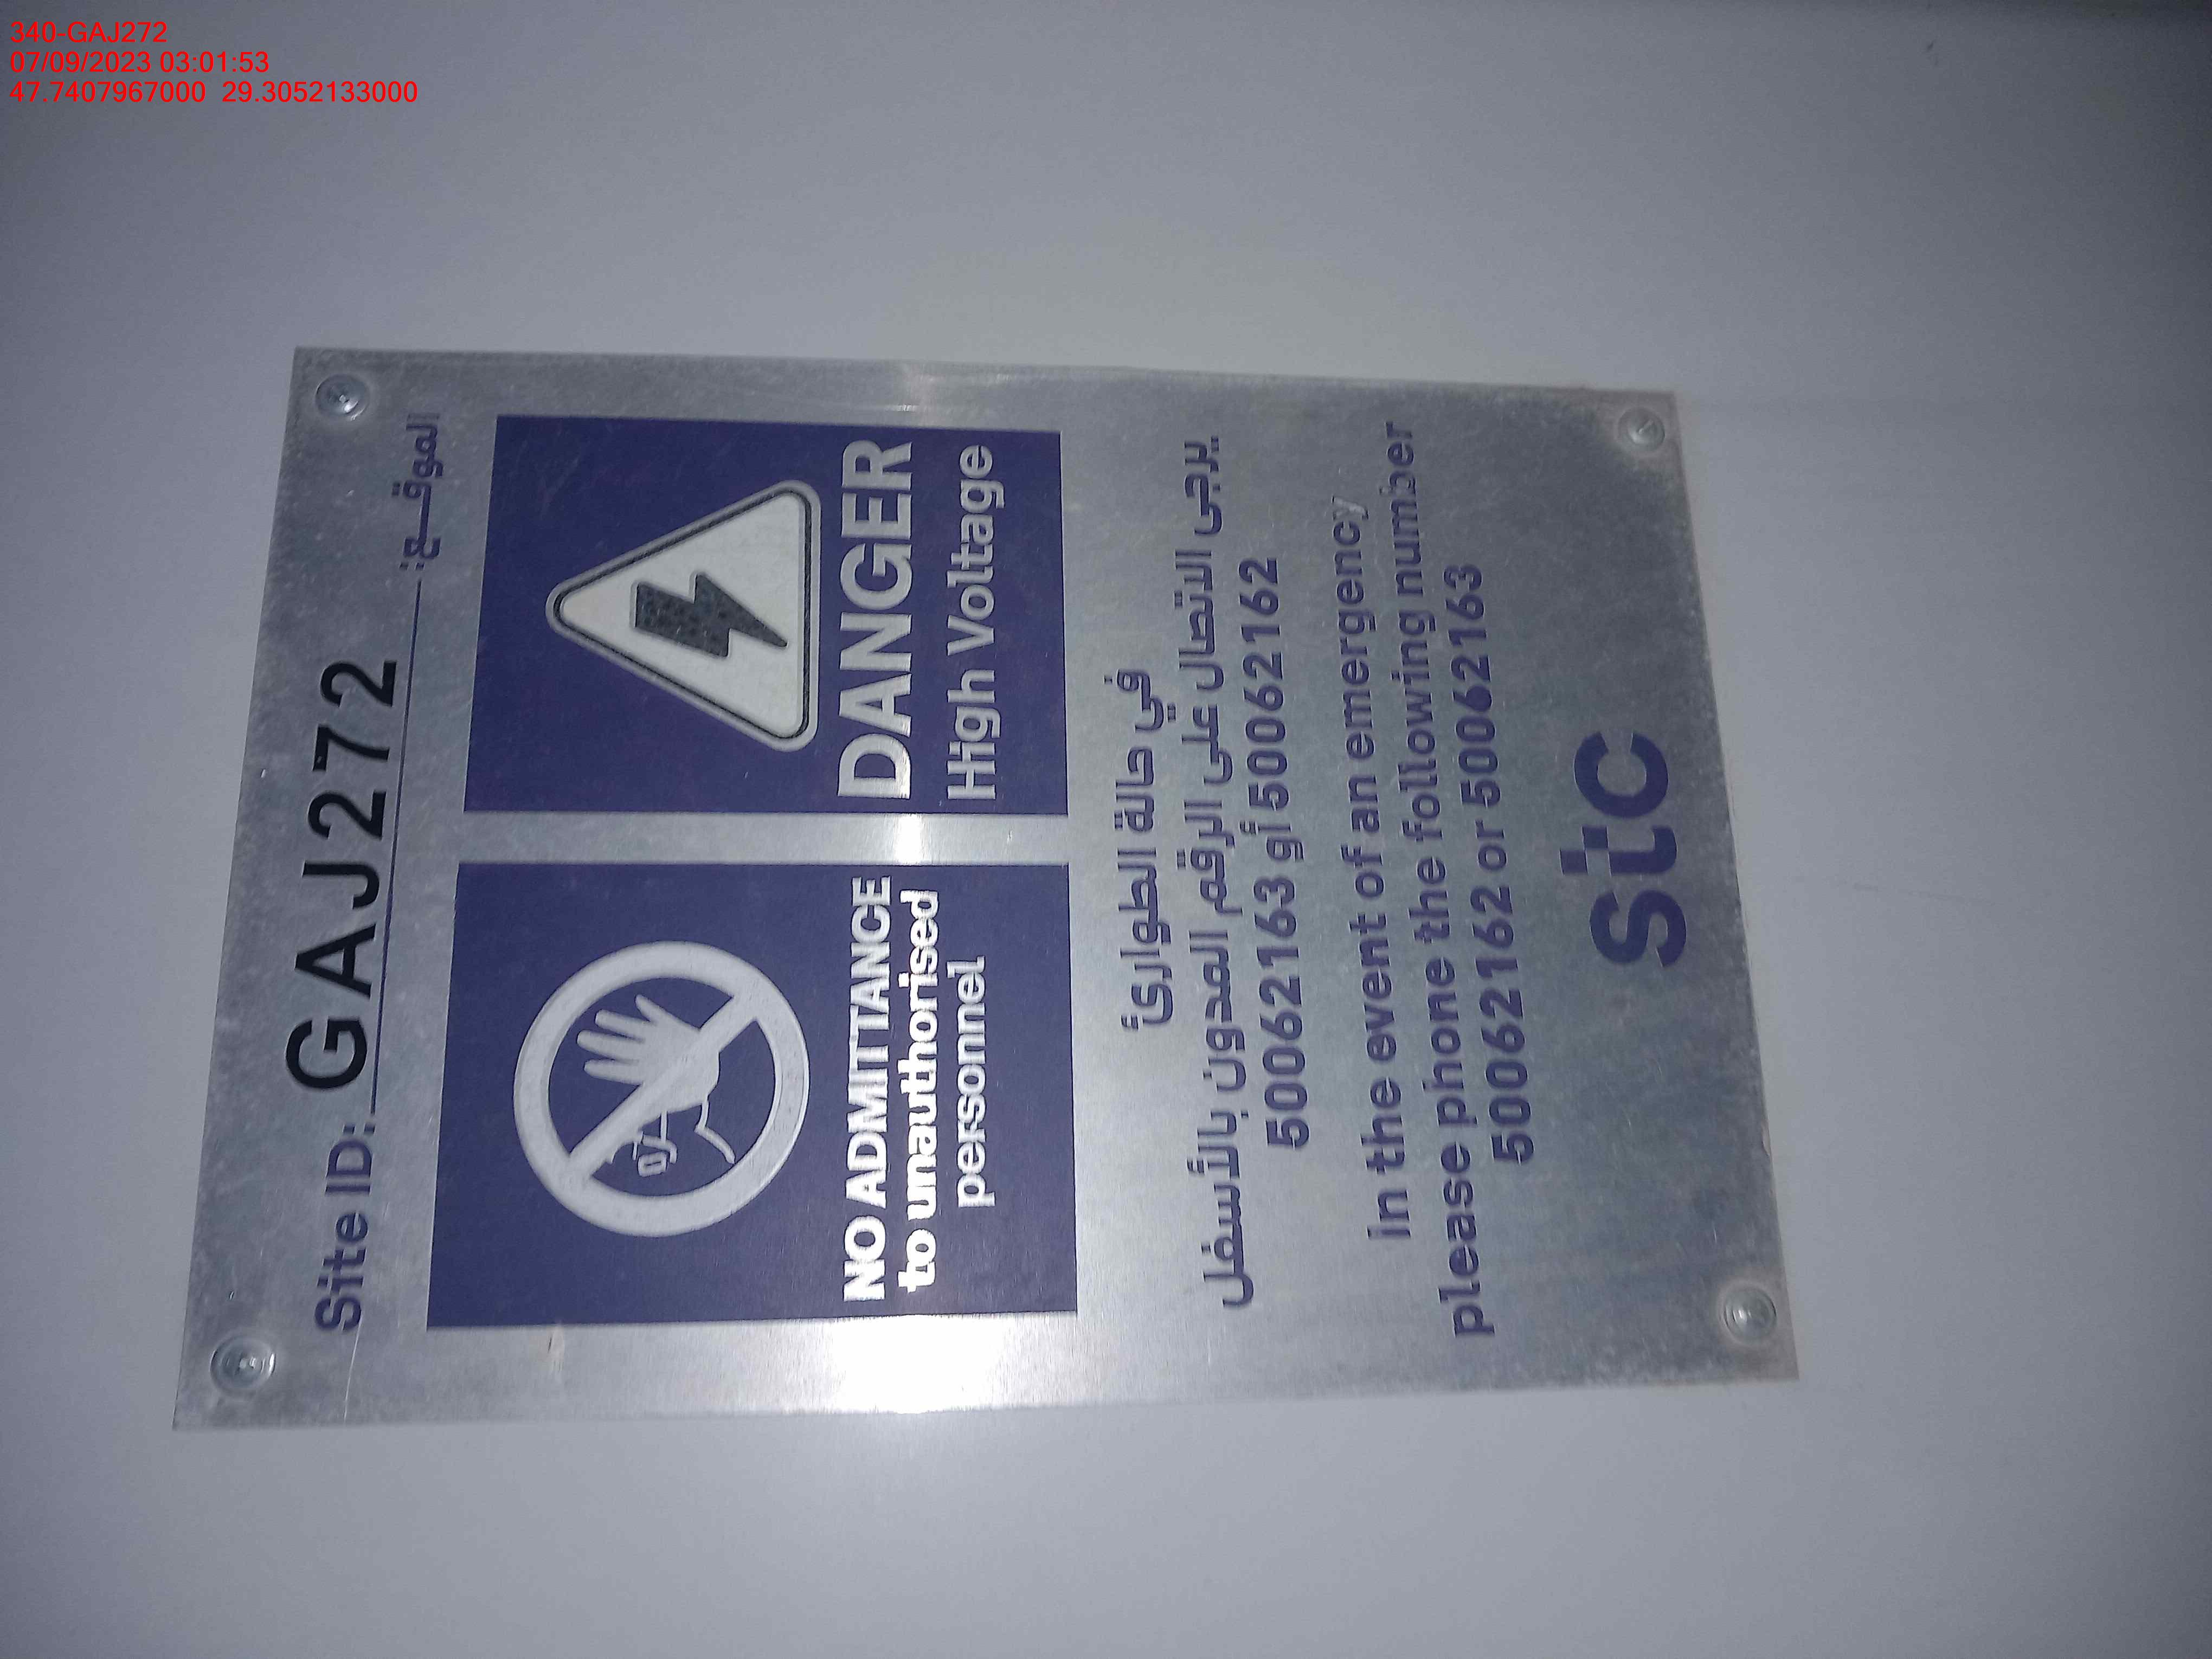 340-GAJ272
07/09/2023 03:01:53
47.7407967000 29.3052133000
Site ID: GAJ272 الموقـــع:
NO ADMITTANCE
to unauthorised
personnel
DANGER
High Voltage
في حالة الطوارئ
يرجى الاتصال على الرقم المدون بالأسفل
50062163 أو 50062162
in the event of an emergency
please phone the following number
50062162 or 50062163
stc